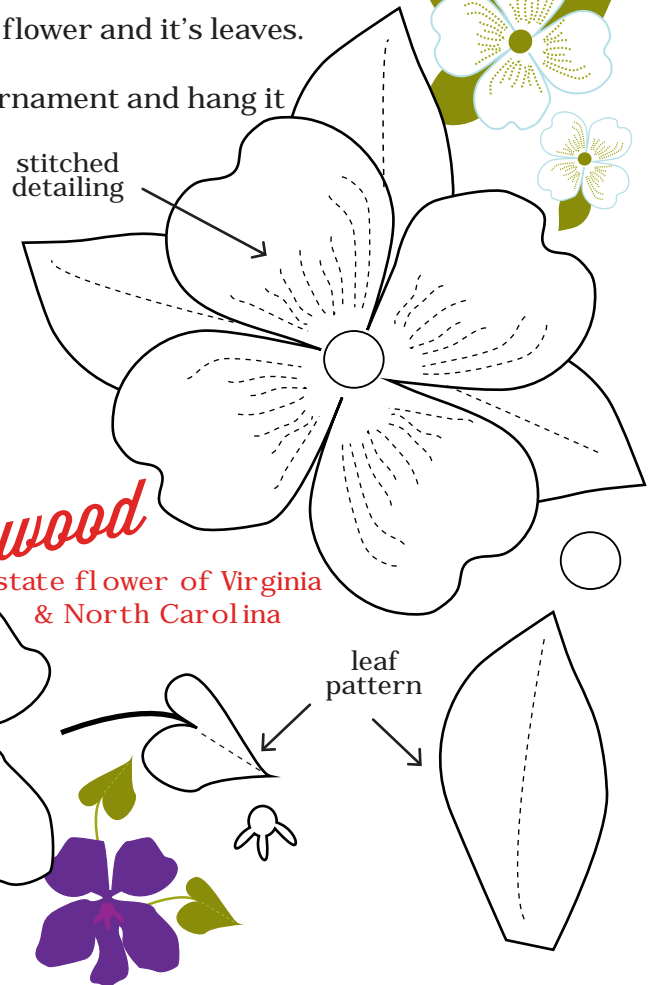 flower and it's leaves.
rnament and hang it
stitched
detailing
wood
state flower of Virginia
& North Carolina
leaf
pattern